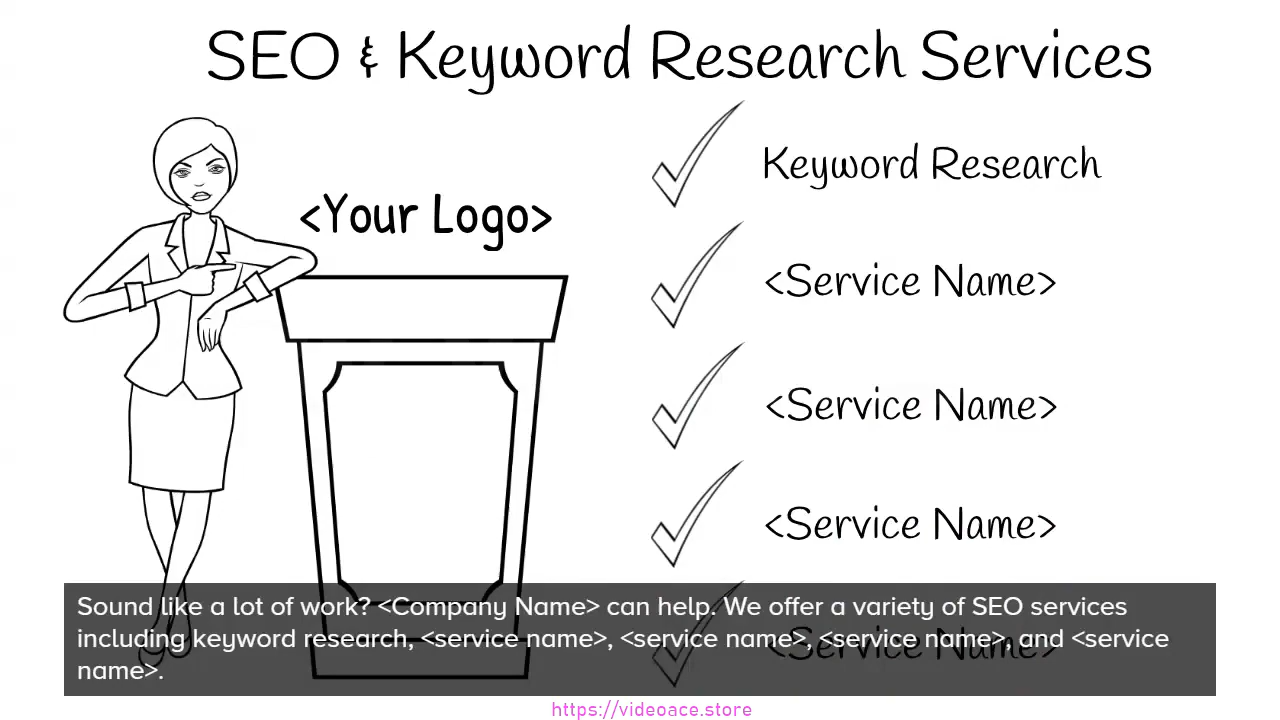 SEO & Keyword Research Services
Keyword Research
<Your Logo>
<Service Name>
<Service Name>
<Service Name>
<Service Name>
Sound like a lot of work? <Company Name> can help. We offer a variety of SEO services
including keyword research, <service name>, <service name>, <service name>, and <service
name>.
https://videoace.store